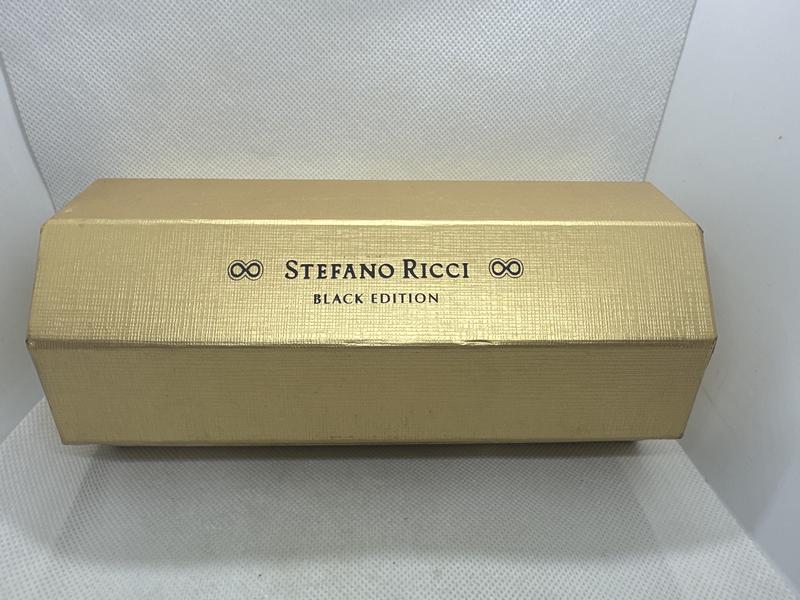 STEFANO RICCI
BLACK EDITION